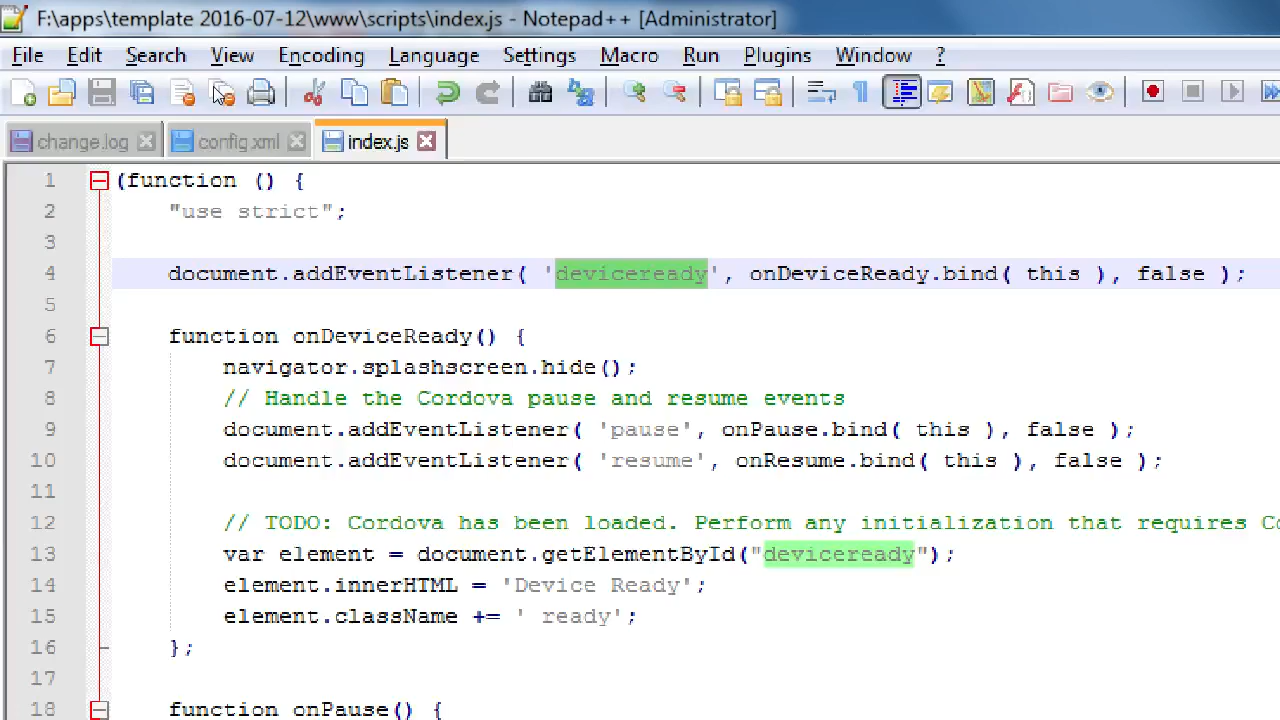 F:\apps\template 2016-07-12\www\scripts\index.js - Notepad++ [Administrator]
File Edit Search View Encoding Language Settings Macro Run Plugins Window ?
change.log config.xml index.js
1 (function () {
2 "use strict";
3
4 document.addEventListener( 'deviceready', onDeviceReady.bind( this ), false );
5
6 function onDeviceReady() {
7 navigator.splashscreen.hide();
8 // Handle the Cordova pause and resume events
9 document.addEventListener( 'pause', onPause.bind( this ), false );
10 document.addEventListener( 'resume', onResume.bind( this ), false );
11
12 // TODO: Cordova has been loaded. Perform any initialization that requires Co
13 var element = document.getElementById("deviceready");
14 element.innerHTML = 'Device Ready';
15 element.className += ' ready';
16 };
17
18 function onPause() {